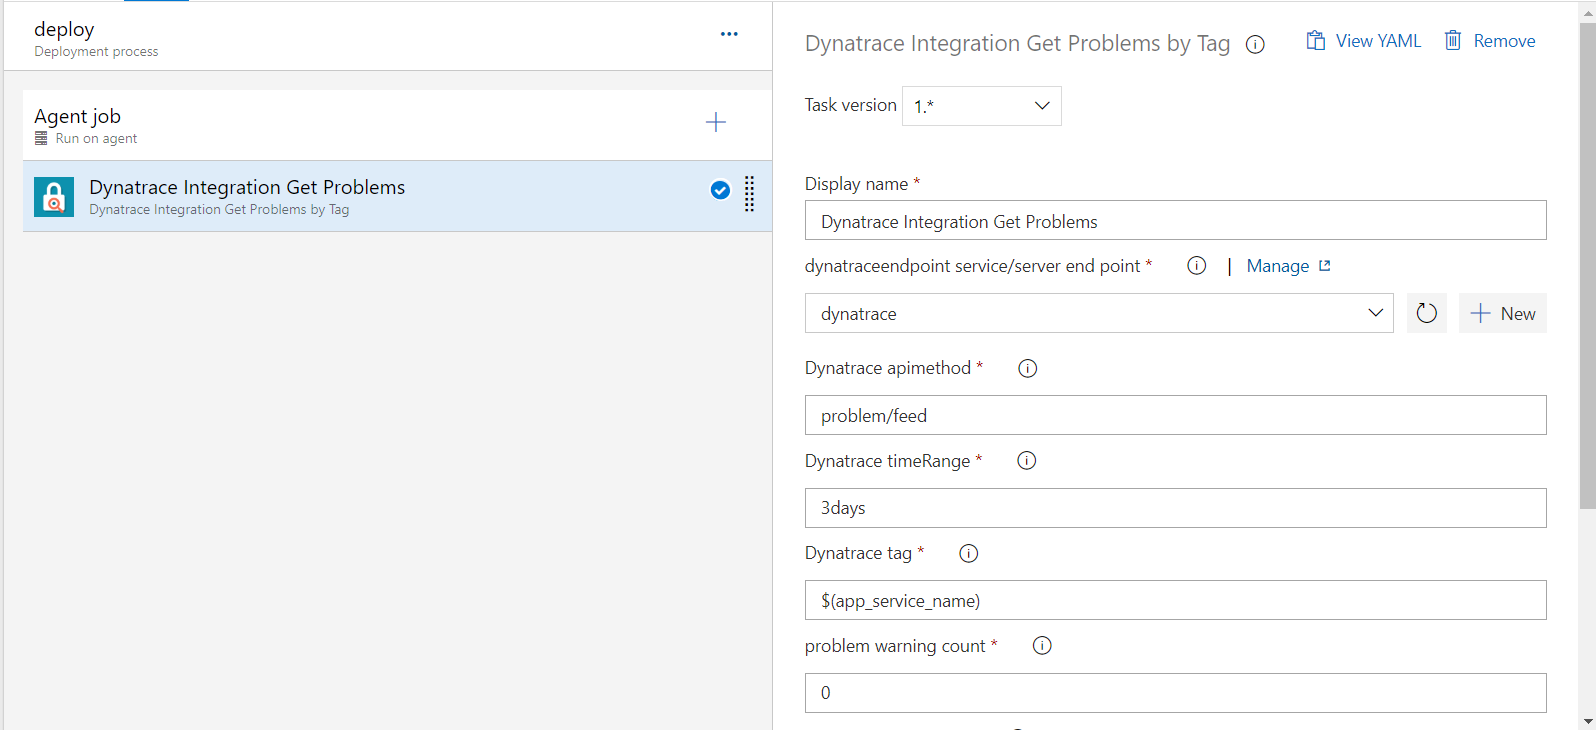 deploy
Deployment process
Agent job
Run on agent
Dynatrace Integration Get Problems
Dynatrace Integration Get Problems by Tag
Dynatrace Integration Get Problems by Tag
View YAML
Remove
Task version 1.*
Display name *
Dynatrace Integration Get Problems
dynatraceendpoint service/server end point * | Manage
dynatrace
New
Dynatrace apimethod *
problem/feed
Dynatrace timeRange *
3days
Dynatrace tag *
$(app_service_name)
problem warning count *
0